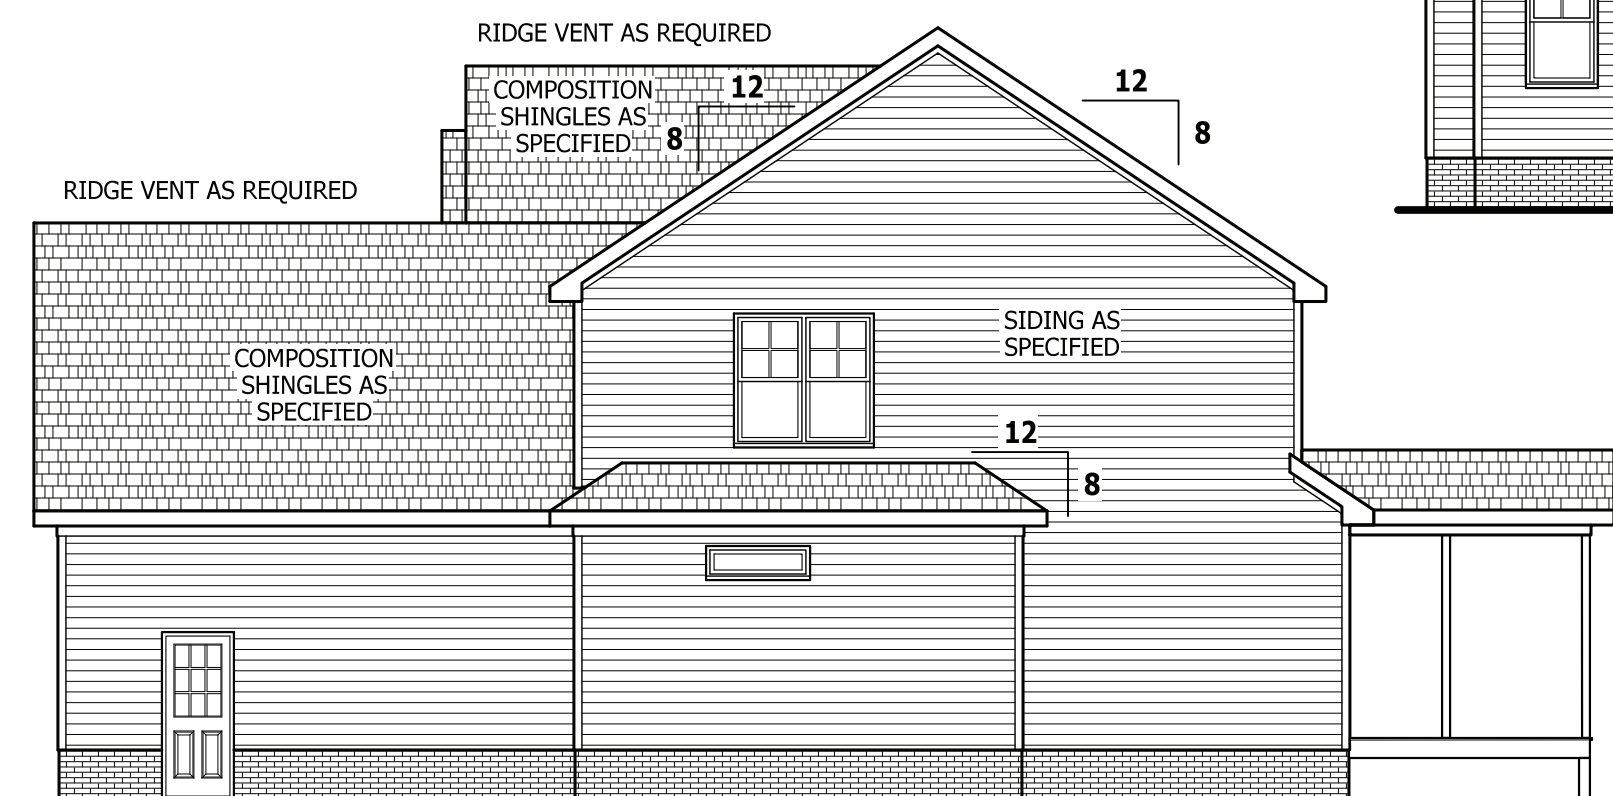 RIDGE VENT AS REQUIRED
COMPOSITION
SHINGLES AS
SPECIFIED
12
8
12
8
RIDGE VENT AS REQUIRED
COMPOSITION
SHINGLES AS
SPECIFIED
SIDING AS
SPECIFIED
12
8